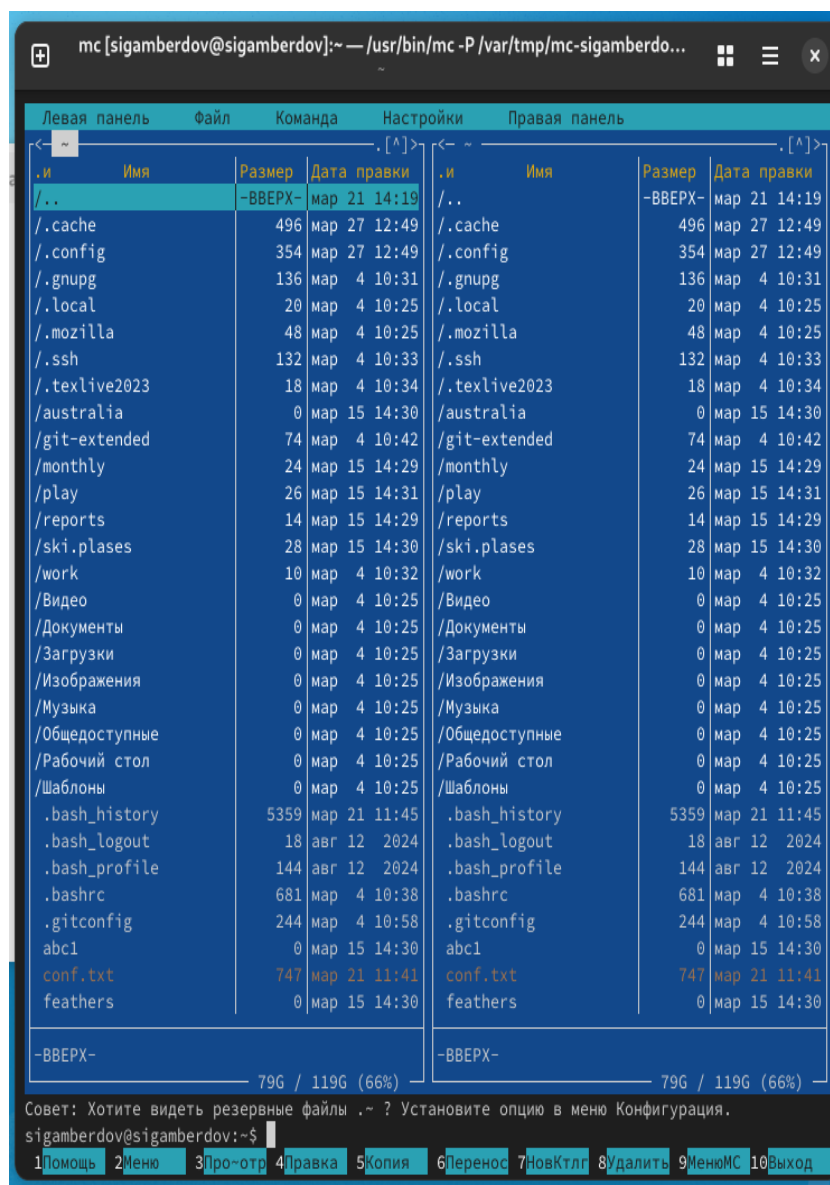 mc [sigamberdov@sigamberdov]:~ — /usr/bin/mc -P /var/tmp/mc-sigamberdo...
~
Левая панель Файл Команда Настройки Правая панель
<- ~ .[^]> <- ~ .[^]>
.и Имя Размер Дата правки .и Имя Размер Дата правки
/.. -ВВЕРХ- мар 21 14:19 /.. -ВВЕРХ- мар 21 14:19
/.cache 496 мар 27 12:49 /.cache 496 мар 27 12:49
/.config 354 мар 27 12:49 /.config 354 мар 27 12:49
/.gnupg 136 мар 4 10:31 /.gnupg 136 мар 4 10:31
/.local 20 мар 4 10:25 /.local 20 мар 4 10:25
/.mozilla 48 мар 4 10:25 /.mozilla 48 мар 4 10:25
/.ssh 132 мар 4 10:33 /.ssh 132 мар 4 10:33
/.texlive2023 18 мар 4 10:34 /.texlive2023 18 мар 4 10:34
/australia 0 мар 15 14:30 /australia 0 мар 15 14:30
/git-extended 74 мар 4 10:42 /git-extended 74 мар 4 10:42
/monthly 24 мар 15 14:29 /monthly 24 мар 15 14:29
/play 26 мар 15 14:31 /play 26 мар 15 14:31
/reports 14 мар 15 14:29 /reports 14 мар 15 14:29
/ski.plases 28 мар 15 14:30 /ski.plases 28 мар 15 14:30
/work 10 мар 4 10:32 /work 10 мар 4 10:32
/Видео 0 мар 4 10:25 /Видео 0 мар 4 10:25
/Документы 0 мар 4 10:25 /Документы 0 мар 4 10:25
/Загрузки 0 мар 4 10:25 /Загрузки 0 мар 4 10:25
/Изображения 0 мар 4 10:25 /Изображения 0 мар 4 10:25
/Музыка 0 мар 4 10:25 /Музыка 0 мар 4 10:25
/Общедоступные 0 мар 4 10:25 /Общедоступные 0 мар 4 10:25
/Рабочий стол 0 мар 4 10:25 /Рабочий стол 0 мар 4 10:25
/Шаблоны 0 мар 4 10:25 /Шаблоны 0 мар 4 10:25
.bash_history 5359 мар 21 11:45 .bash_history 5359 мар 21 11:45
.bash_logout 18 авг 12 2024 .bash_logout 18 авг 12 2024
.bash_profile 144 авг 12 2024 .bash_profile 144 авг 12 2024
.bashrc 681 мар 4 10:38 .bashrc 681 мар 4 10:38
.gitconfig 244 мар 4 10:58 .gitconfig 244 мар 4 10:58
abc1 0 мар 15 14:30 abc1 0 мар 15 14:30
conf.txt 747 мар 21 11:41 conf.txt 747 мар 21 11:41
feathers 0 мар 15 14:30 feathers 0 мар 15 14:30
-ВВЕРХ- -ВВЕРХ-
79G / 119G (66%) 79G / 119G (66%)
Совет: Хотите видеть резервные файлы .~ ? Установите опцию в меню Конфигурация.
sigamberdov@sigamberdov:~$
1Помощь 2Меню 3Про~отр 4Правка 5Копия 6Перенос 7НовКтлг 8Удалить 9МенюМС 10Выход